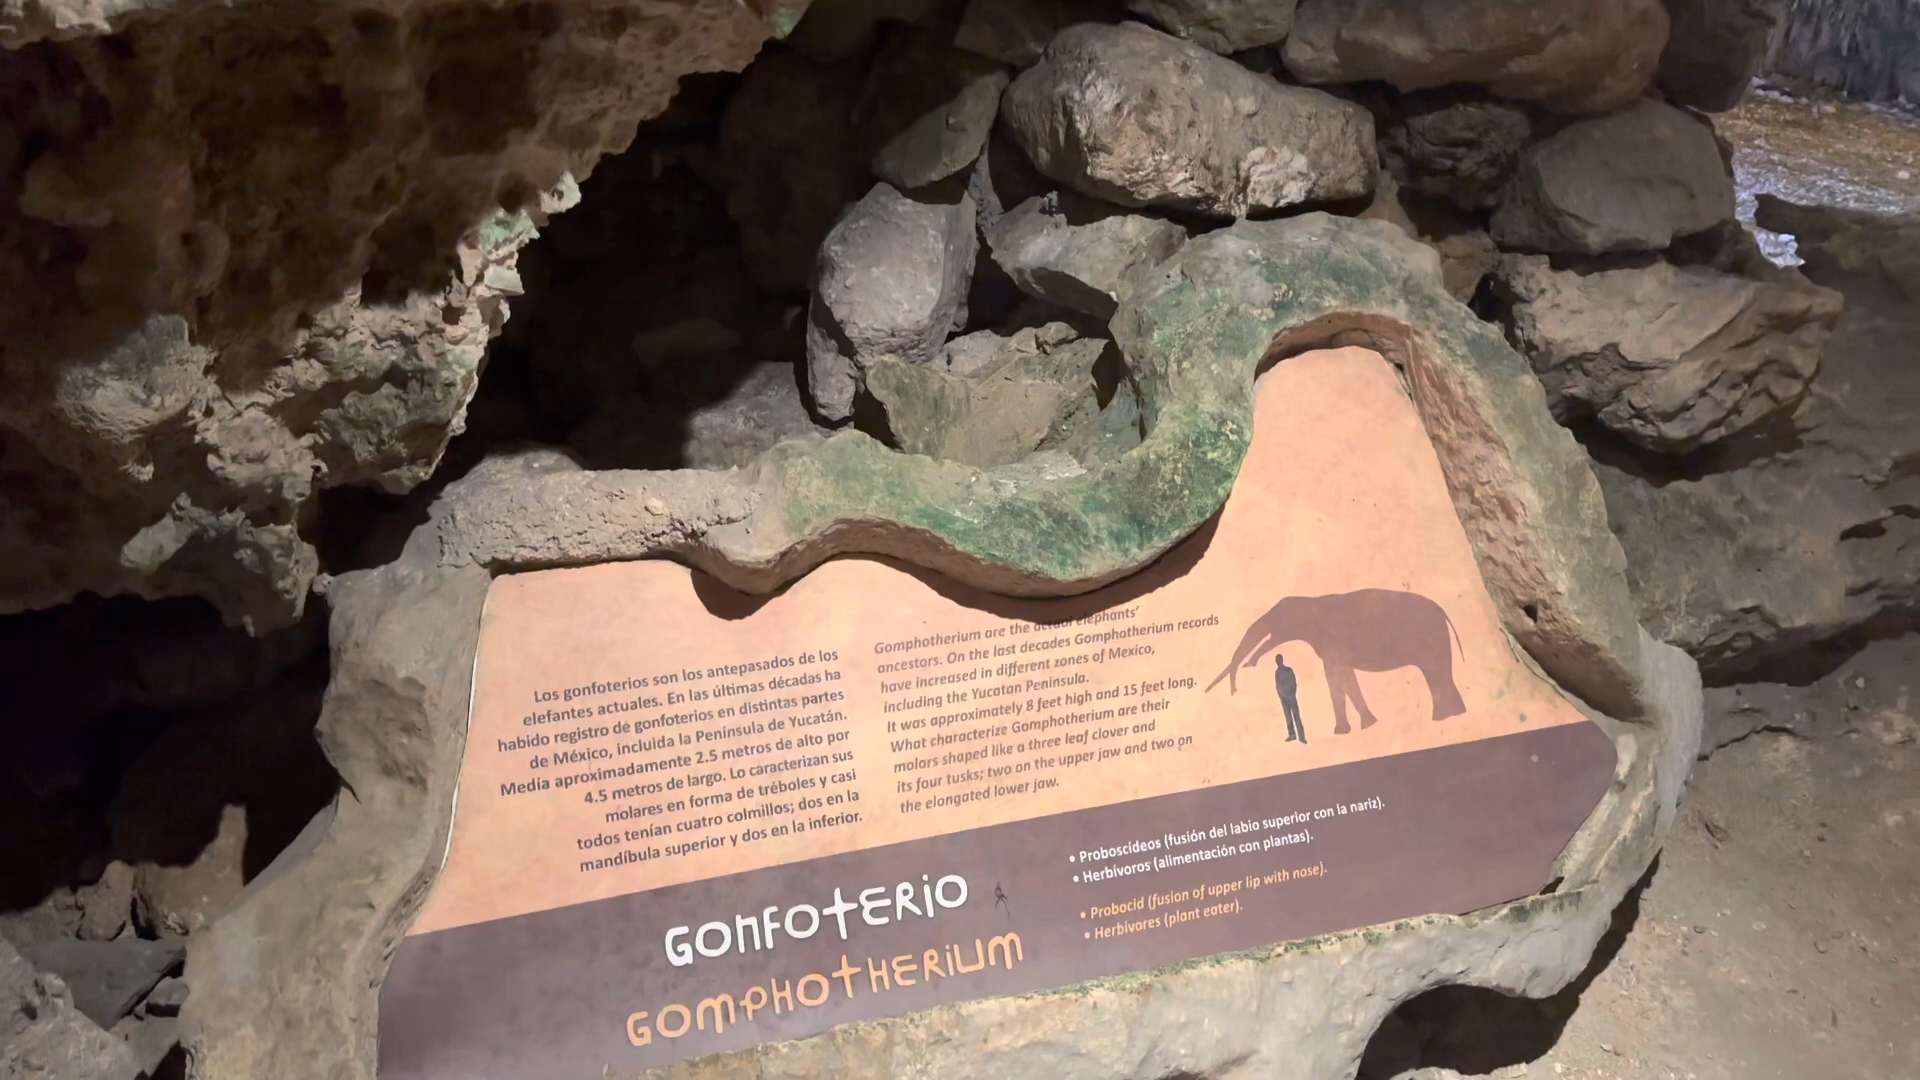 Los gonfoterios son los antepasados de los
elefantes actuales. En las últimas décadas ha
habido registro de gonfoterios en distintas partes
de México, incluida la Península de Yucatán.
Medía aproximadamente 2.5 metros de alto por
4.5 metros de largo. Lo caracterizan sus
molares en forma de tréboles y casi
todos tenían cuatro colmillos; dos en la
mandíbula superior y dos en la inferior.
Gomphotherium are the actual elephants'
ancestors. On the last decades Gomphotherium records
have increased in different zones of Mexico,
including the Yucatan Peninsula.
It was approximately 8 feet high and 15 feet long.
What characterize Gomphotherium are their
molars shaped like a three leaf clover and
its four tusks; two on the upper jaw and two on
the elongated lower jaw.
GONFOTERIO
GOMPHOTHERIUM
• Proboscídeos (fusión del labio superior con la nariz).
• Herbívoros (alimentación con plantas).
• Probocid (fusion of upper lip with nose).
• Herbivores (plant eater).